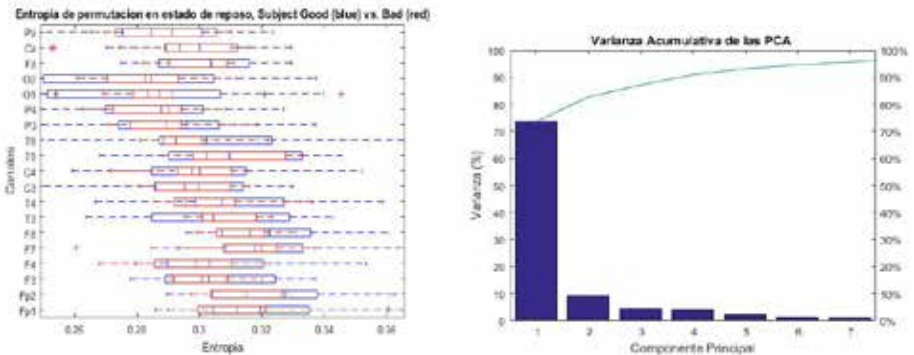 Entropia de permutacion en estado de reposo, Subject Good (blue) vs. Bad (red)
Canales
Pz
Cz
Fz
O2
O1
P4
P3
T6
T5
C4
C3
T4
T3
F8
F7
F4
F3
Fp2
Fp1
0.26
0.28
0.3
0.32
0.34
0.36
Entropia
Varianza Acumulativa de las PCA
Varianza (%)
100
90
80
70
60
50
40
30
20
10
0
100%
90%
80%
70%
60%
50%
40%
30%
20%
10%
0%
1
2
3
4
5
6
7
Componente Principal